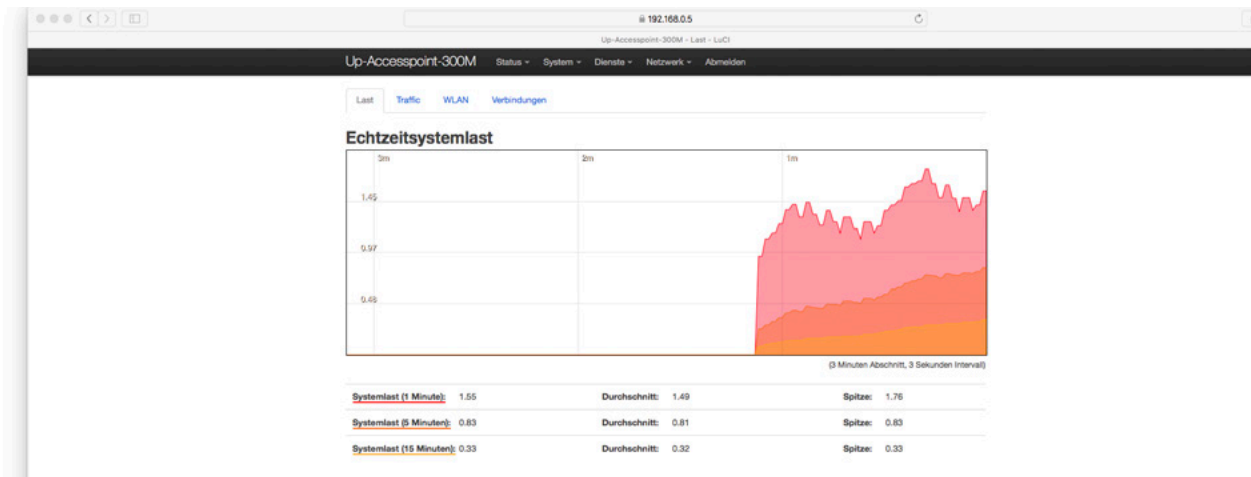 192.168.0.5
Up-Accesspoint-300M - Last - LuCI
Up-Accesspoint-300M Status System Dienste Netzwerk Abmelden
Last Traffic WLAN Verbindungen
Echtzeitsystemlast
3m 2m 1m
1.45
0.97
0.48
(3 Minuten Abschnitt, 3 Sekunden Intervall)
Systemlast (1 Minute): 1.55 Durchschnitt: 1.49 Spitze: 1.76
Systemlast (5 Minuten): 0.83 Durchschnitt: 0.81 Spitze: 0.83
Systemlast (15 Minuten): 0.33 Durchschnitt: 0.32 Spitze: 0.33